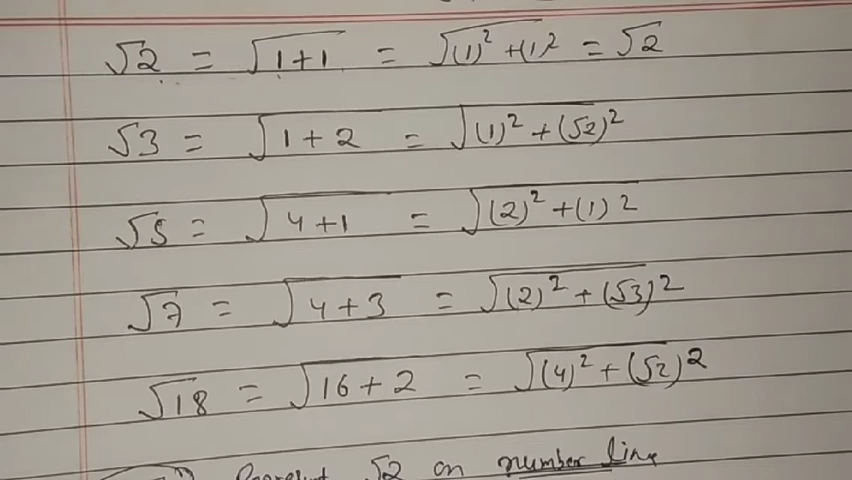 √2 = √1+1 = √(1)² + (1)² = √2
√3 = √1+2 = √(1)² + (√2)²
√5 = √4+1 = √(2)² + (1)²
√7 = √4+3 = √(2)² + (√3)²
√18 = √16+2 = √(4)² + (√2)²
Represent √2 on number line